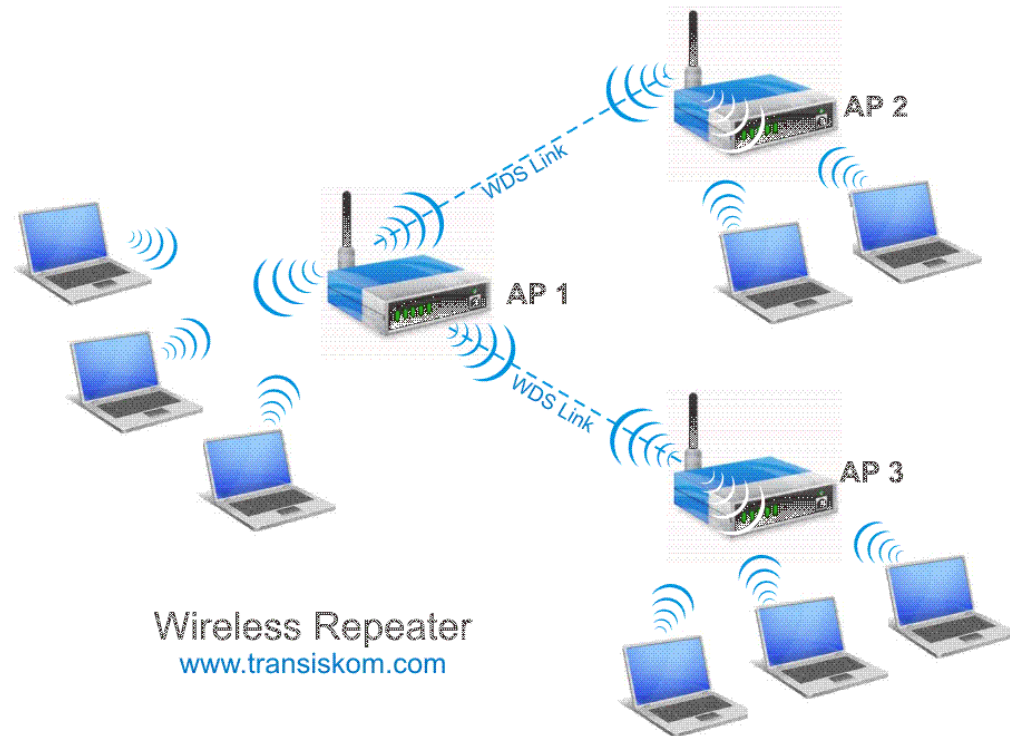 AP 2
WDS Link
AP 1
WDS Link
AP 3
Wireless Repeater
www.transiskom.com